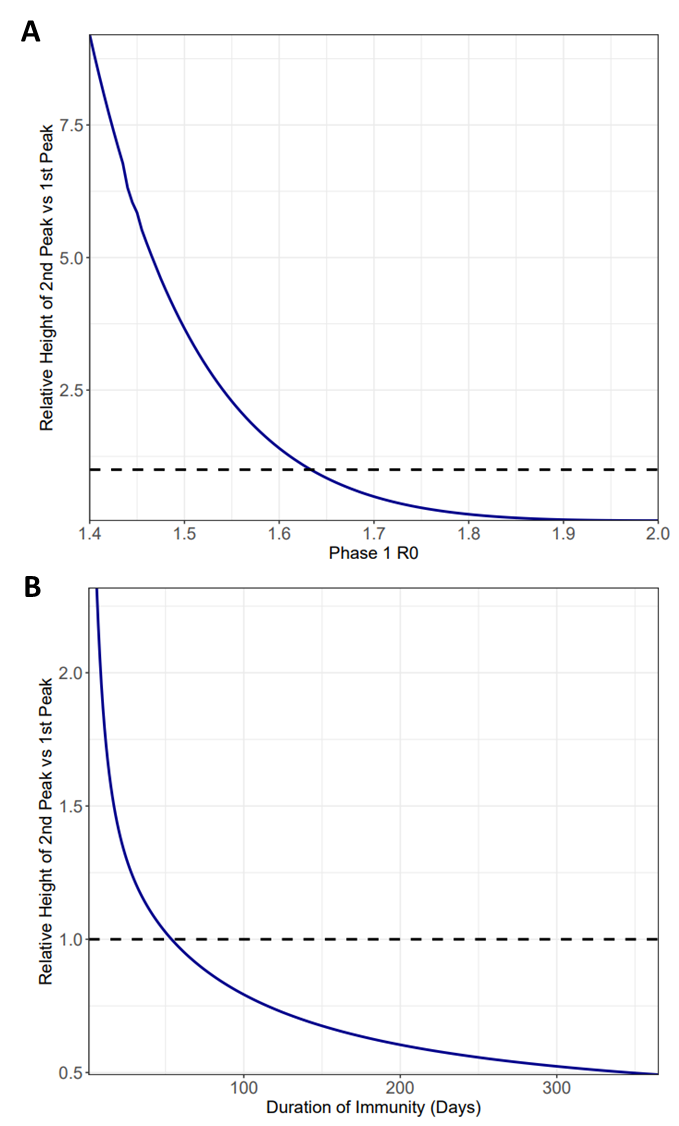 A
Relative Height of 2nd Peak vs 1st Peak
7.5
5.0
2.5
1.4 1.5 1.6 1.7 1.8 1.9 2.0
Phase 1 R0
B
Relative Height of 2nd Peak vs 1st Peak
2.0
1.5
1.0
0.5
100 200 300
Duration of Immunity (Days)